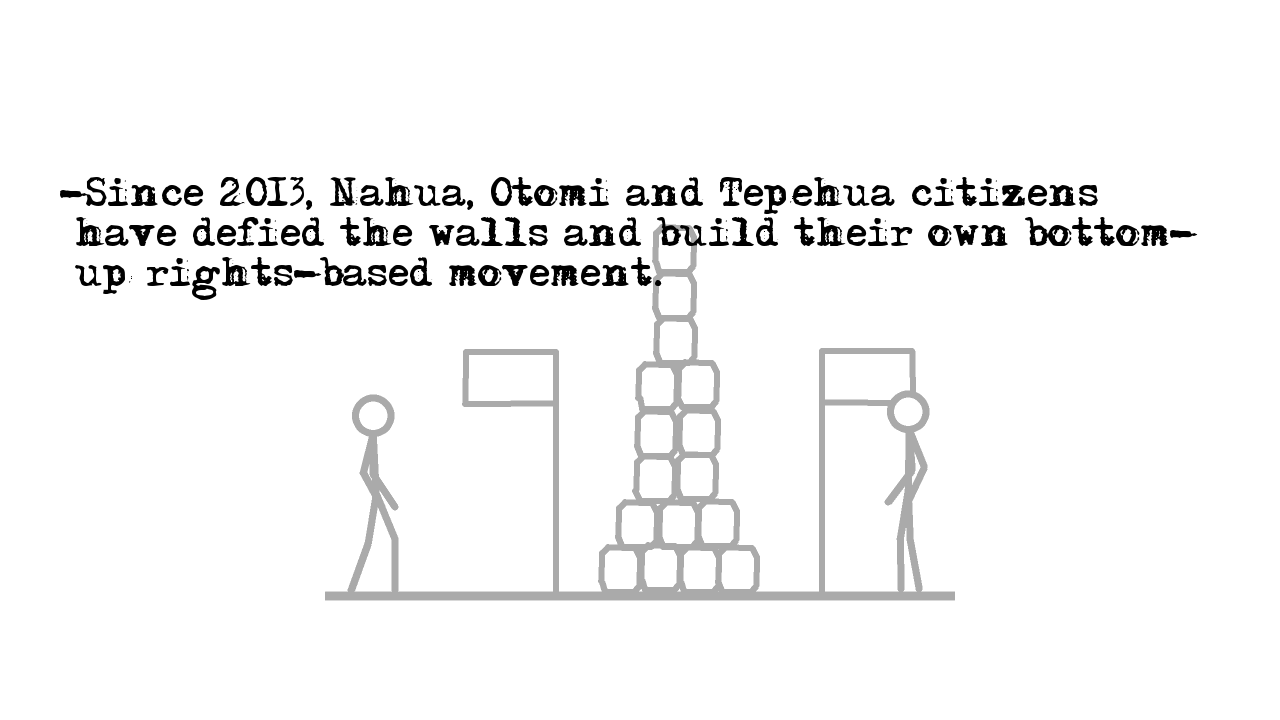 -Since 2013, Nahua, Otomi and Tepehua citizens
have defied the walls and build their own bottom-
up rights-based movement.